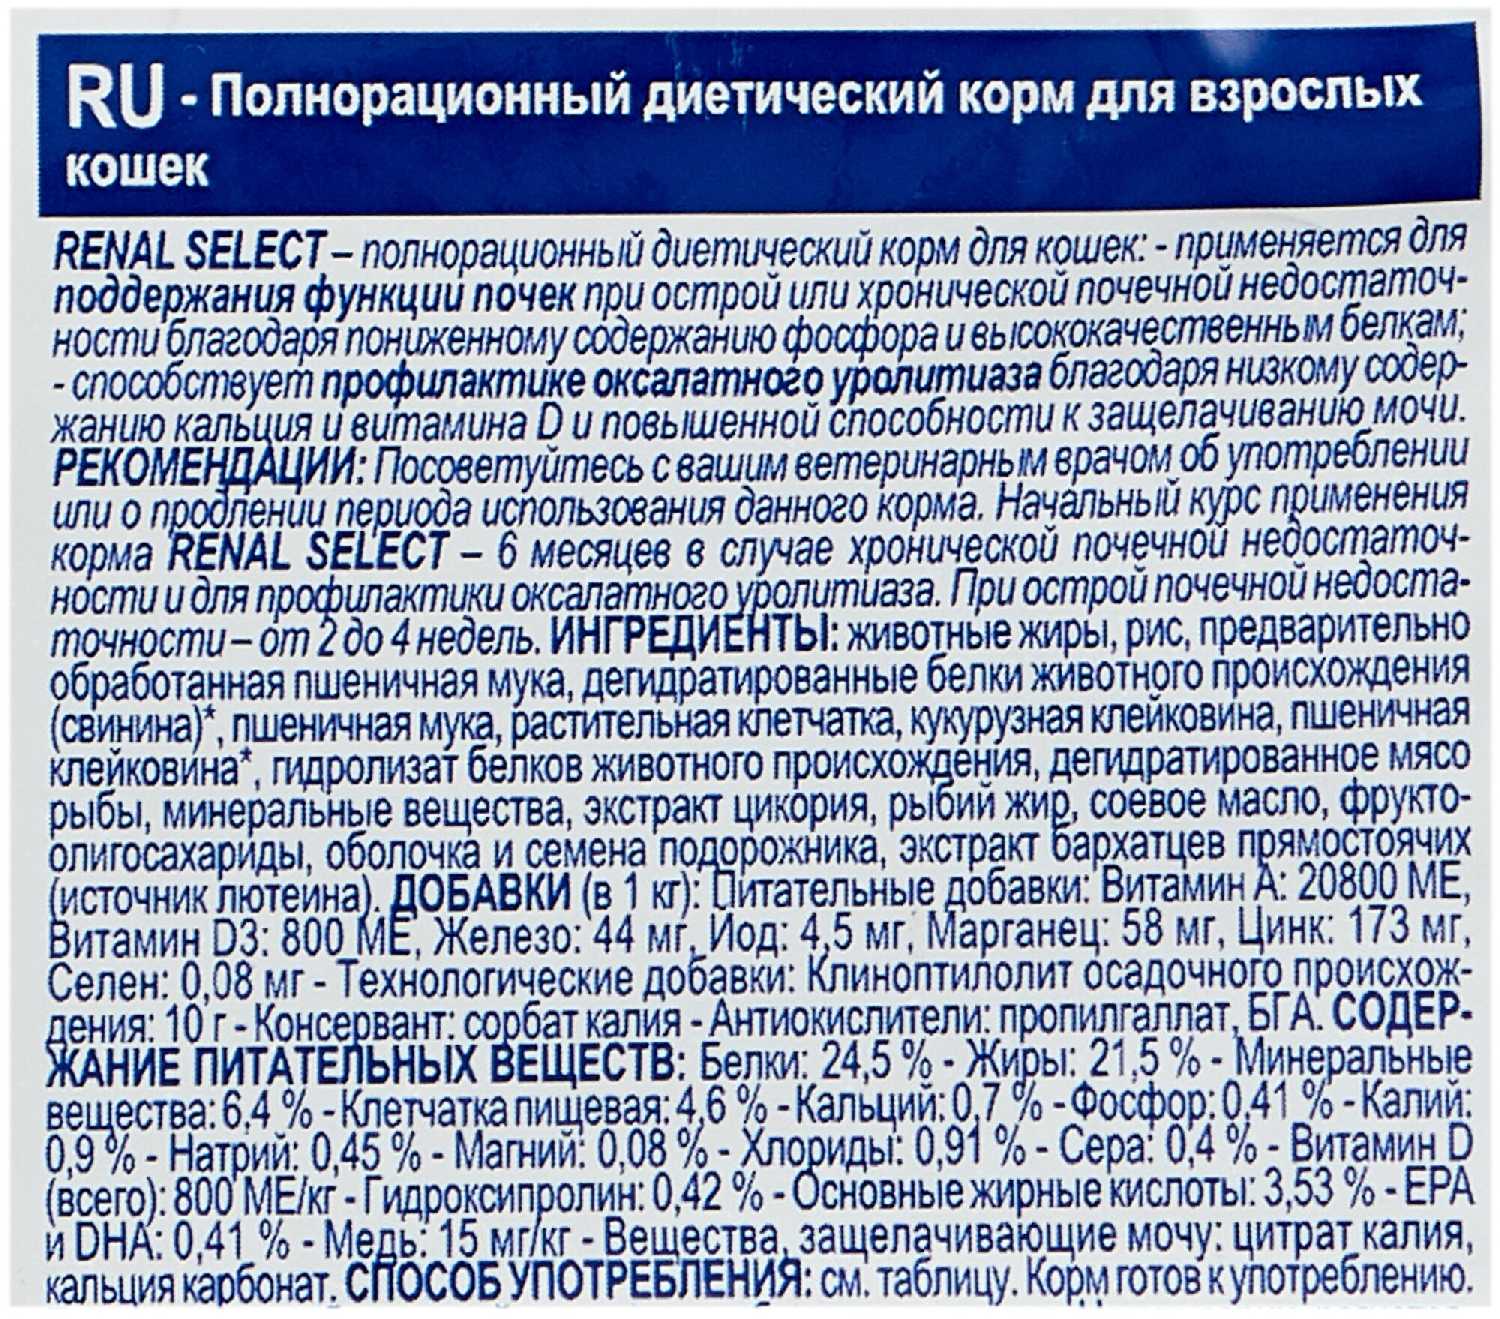 RU - Полнорационный диетический корм для взрослых
кошек
RENAL SELECT – полнорационный диетический корм для кошек: - применяется для
поддержания функции почек при острой или хронической почечной недостаточ-
ности благодаря пониженному содержанию фосфора и высококачественным белкам;
- способствует профилактике оксалатного уролитиаза благодаря низкому содер-
жанию кальция и витамина D и повышенной способности к защелачиванию мочи.
РЕКОМЕНДАЦИИ: Посоветуйтесь с вашим ветеринарным врачом об употреблении
или о продлении периода использования данного корма. Начальный курс применения
корма RENAL SELECT – 6 месяцев в случае хронической почечной недостаточ-
ности и для профилактики оксалатного уролитиаза. При острой почечной недоста-
точности – от 2 до 4 недель. ИНГРЕДИЕНТЫ: животные жиры, рис, предварительно
обработанная пшеничная мука, дегидратированные белки животного происхождения
(свинина)*, пшеничная мука, растительная клетчатка, кукурузная клейковина, пшеничная
клейковина*, гидролизат белков животного происхождения, дегидратированное мясо
рыбы, минеральные вещества, экстракт цикория, рыбий жир, соевое масло, фрукто-
олигосахариды, оболочка и семена подорожника, экстракт бархатцев прямостоячих
(источник лютеина). ДОБАВКИ (в 1 кг): Питательные добавки: Витамин А: 20800 МЕ,
Витамин D3: 800 МЕ, Железо: 44 мг, Йод: 4,5 мг, Марганец: 58 мг, Цинк: 173 мг,
Селен: 0,08 мг - Технологические добавки: Клиноптилолит осадочного происхож-
дения: 10 г - Консервант: сорбат калия - Антиокислители: пропилгаллат, БГА. СОДЕР-
ЖАНИЕ ПИТАТЕЛЬНЫХ ВЕЩЕСТВ: Белки: 24,5 % - Жиры: 21,5 % - Минеральные
вещества: 6,4 % - Клетчатка пищевая: 4,6 % - Кальций: 0,7 % - Фосфор: 0,41 % - Калий:
0,9 % - Натрий: 0,45 % - Магний: 0,08 % - Хлориды: 0,91 % - Сера: 0,4 % - Витамин D
(всего): 800 МЕ/кг - Гидроксипролин: 0,42 % - Основные жирные кислоты: 3,53 % - EPA
и DHA: 0,41 % - Медь: 15 мг/кг - Вещества, защелачивающие мочу: цитрат калия,
кальция карбонат. СПОСОБ УПОТРЕБЛЕНИЯ: см. таблицу. Корм готов к употреблению.